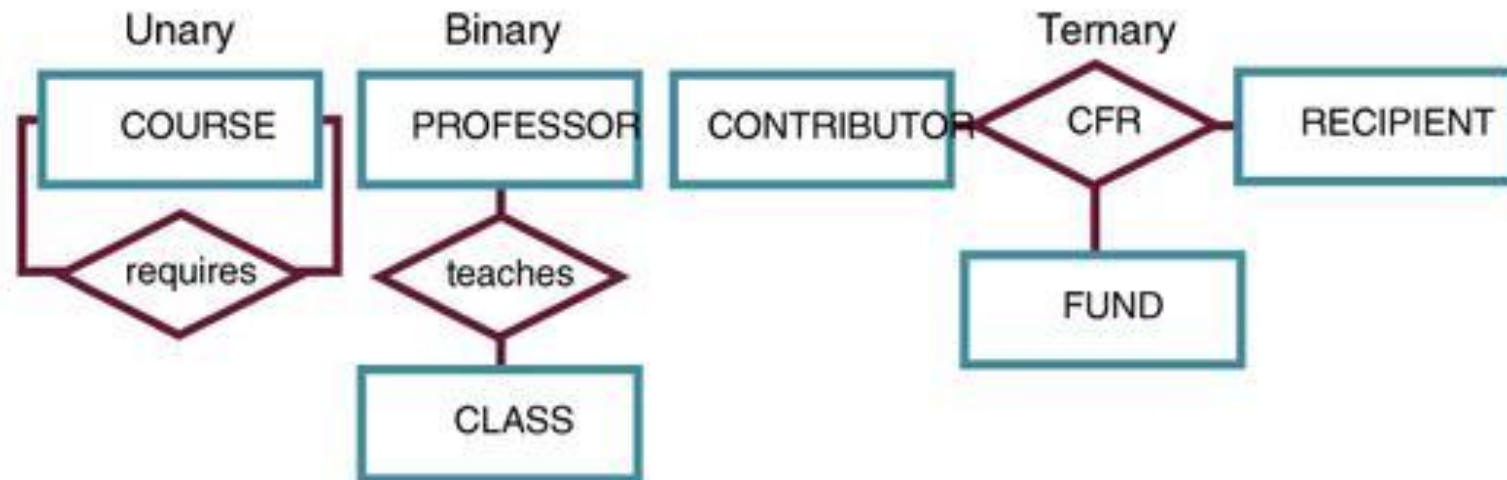 Unary
Binary
Ternary
COURSE
PROFESSOR
CONTRIBUTOR
CFR
RECIPIENT
requires
teaches
FUND
CLASS